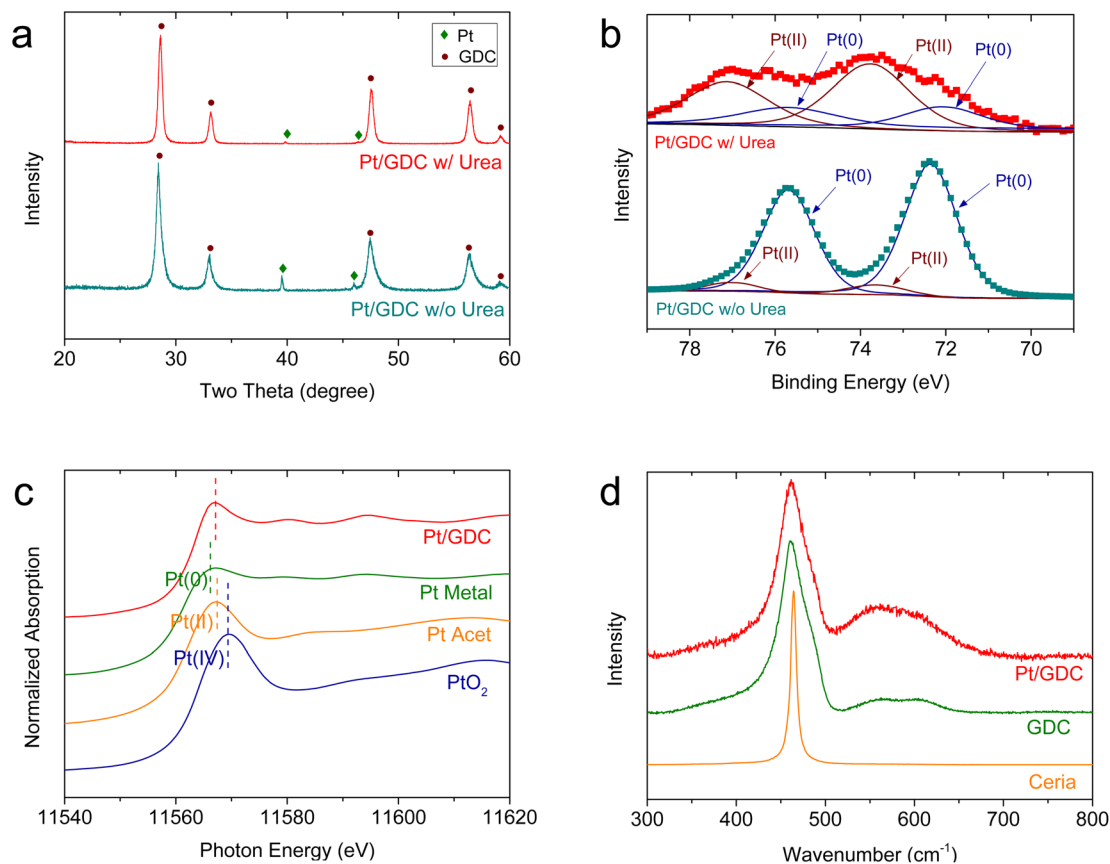 a
Pt
GDC
Pt/GDC w/ Urea
Pt/GDC w/o Urea
Intensity
20 30 40 50 60
Two Theta (degree)
b
Pt(II) Pt(0) Pt(II) Pt(0)
Pt/GDC w/ Urea
Pt(0) Pt(0)
Pt(II) Pt(II)
Pt/GDC w/o Urea
Intensity
78 76 74 72 70
Binding Energy (eV)
c
Pt/GDC
Pt(0)
Pt Metal
Pt(II)
Pt Acet
Pt(IV)
PtO2
Normalized Absorption
11540 11560 11580 11600 11620
Photon Energy (eV)
d
Pt/GDC
GDC
Ceria
Intensity
300 400 500 600 700 800
Wavenumber (cm-1)